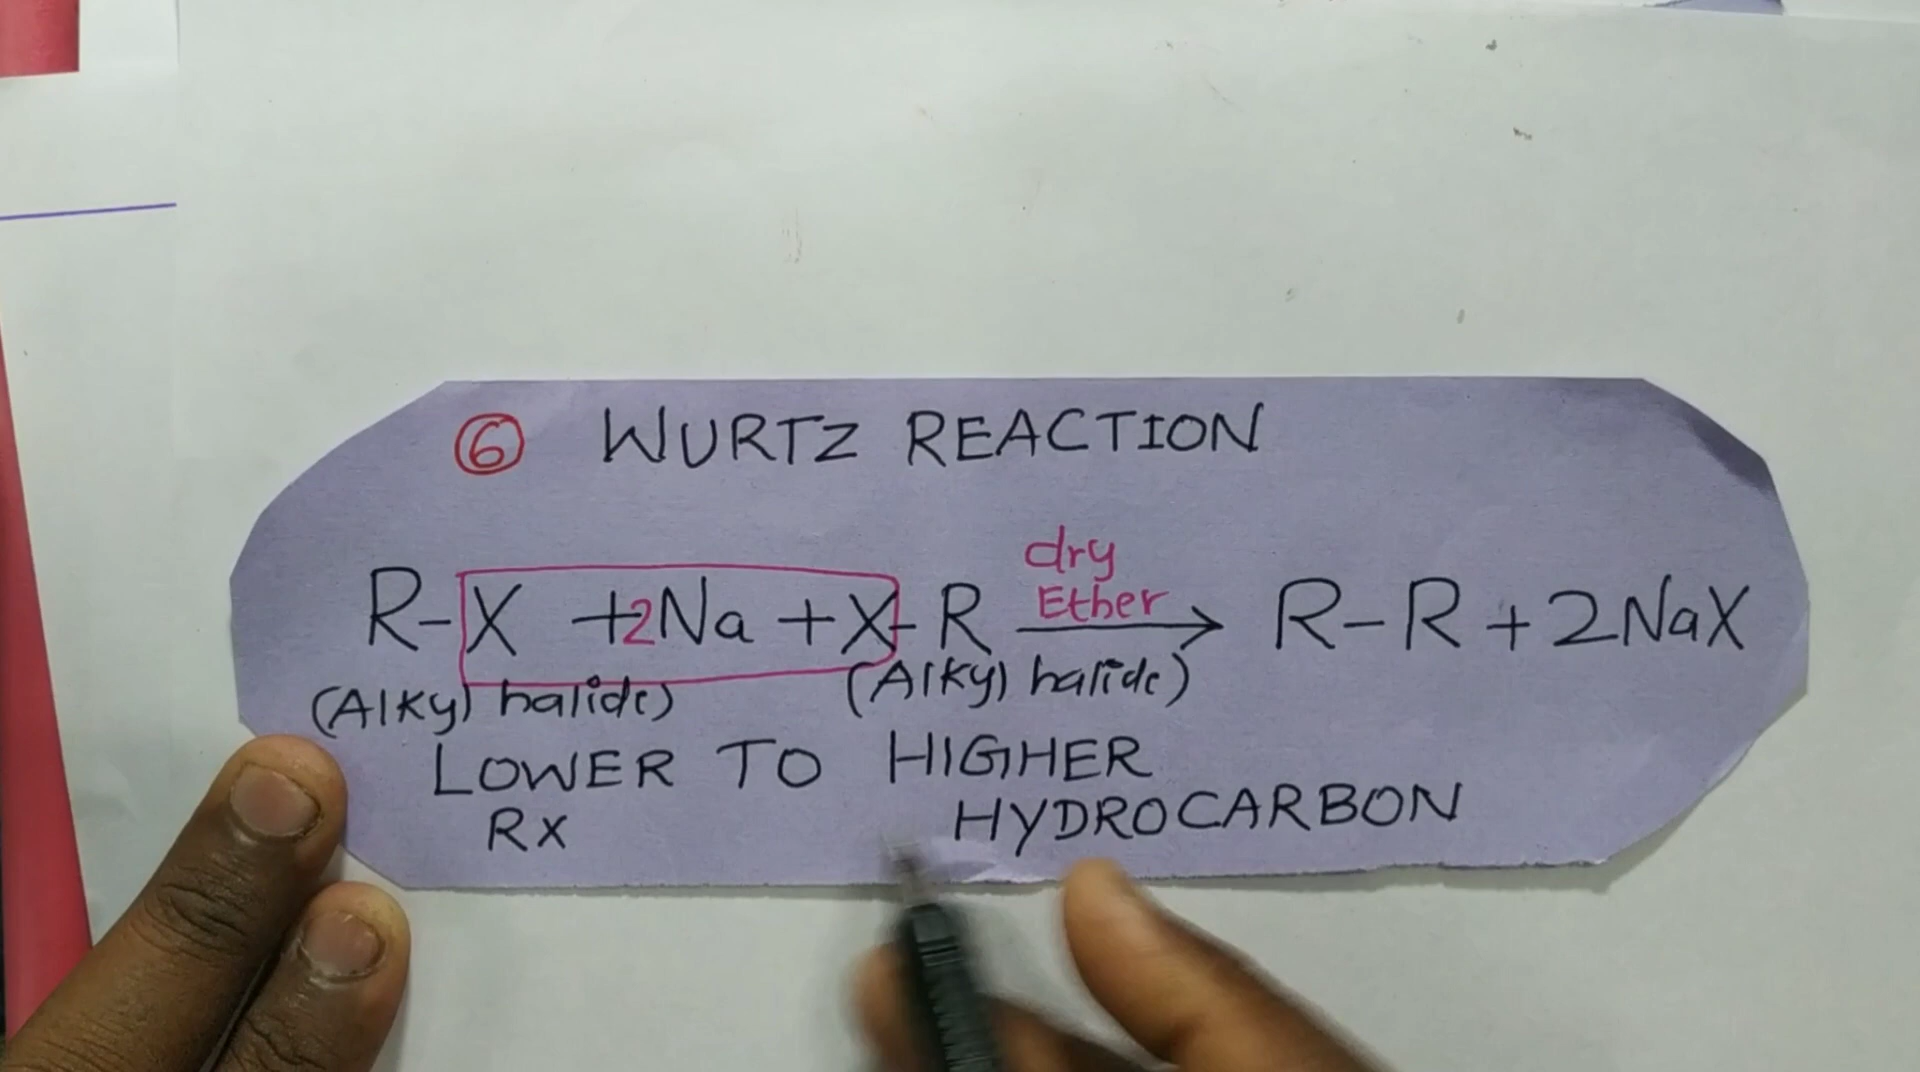 ⑥ WURTZ REACTION
dry
Ether
R-X +2Na +X-R → R-R + 2NaX
(Alkyl halide) (Alkyl halide)
LOWER TO HIGHER
RX HYDROCARBON